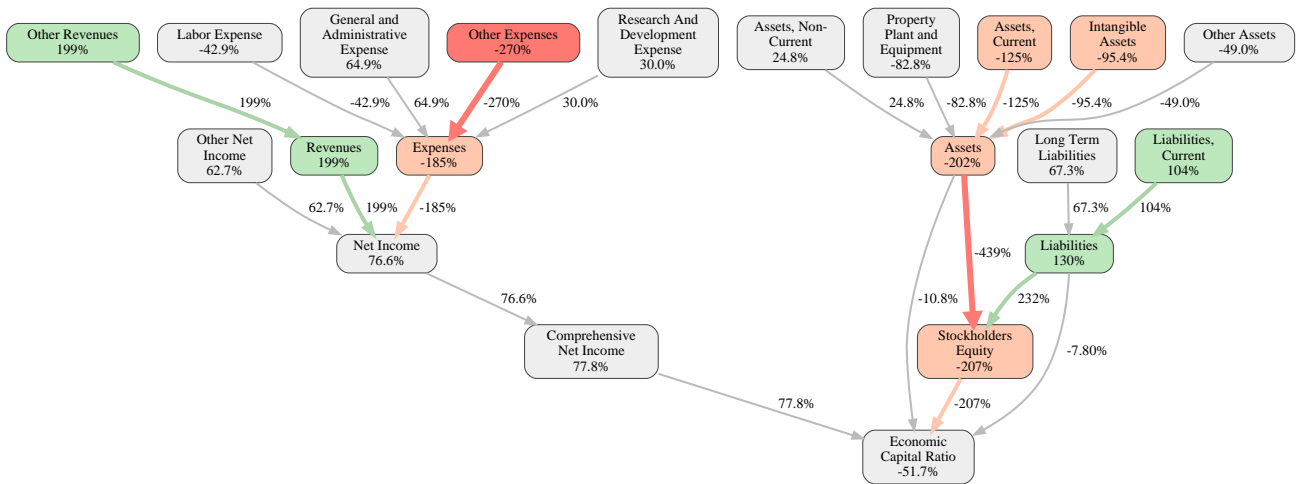 Other Revenues
199%
Labor Expense
-42.9%
General and
Administrative
Expense
64.9%
Other Expenses
-270%
Research And
Development
Expense
30.0%
Assets, Non-
Current
24.8%
Property
Plant and
Equipment
-82.8%
Assets,
Current
-125%
Intangible
Assets
-95.4%
Other Assets
-49.0%
199%
-42.9%
64.9%
-270%
30.0%
24.8%
-82.8%
-125%
-95.4%
-49.0%
Other Net
Income
62.7%
Revenues
199%
Expenses
-185%
Assets
-202%
Long Term
Liabilities
67.3%
Liabilities,
Current
104%
62.7%
199%
-185%
67.3%
104%
Net Income
76.6%
Liabilities
130%
-439%
76.6%
-10.8%
232%
Comprehensive
Net Income
77.8%
Stockholders
Equity
-207%
-7.80%
77.8%
-207%
Economic
Capital Ratio
-51.7%